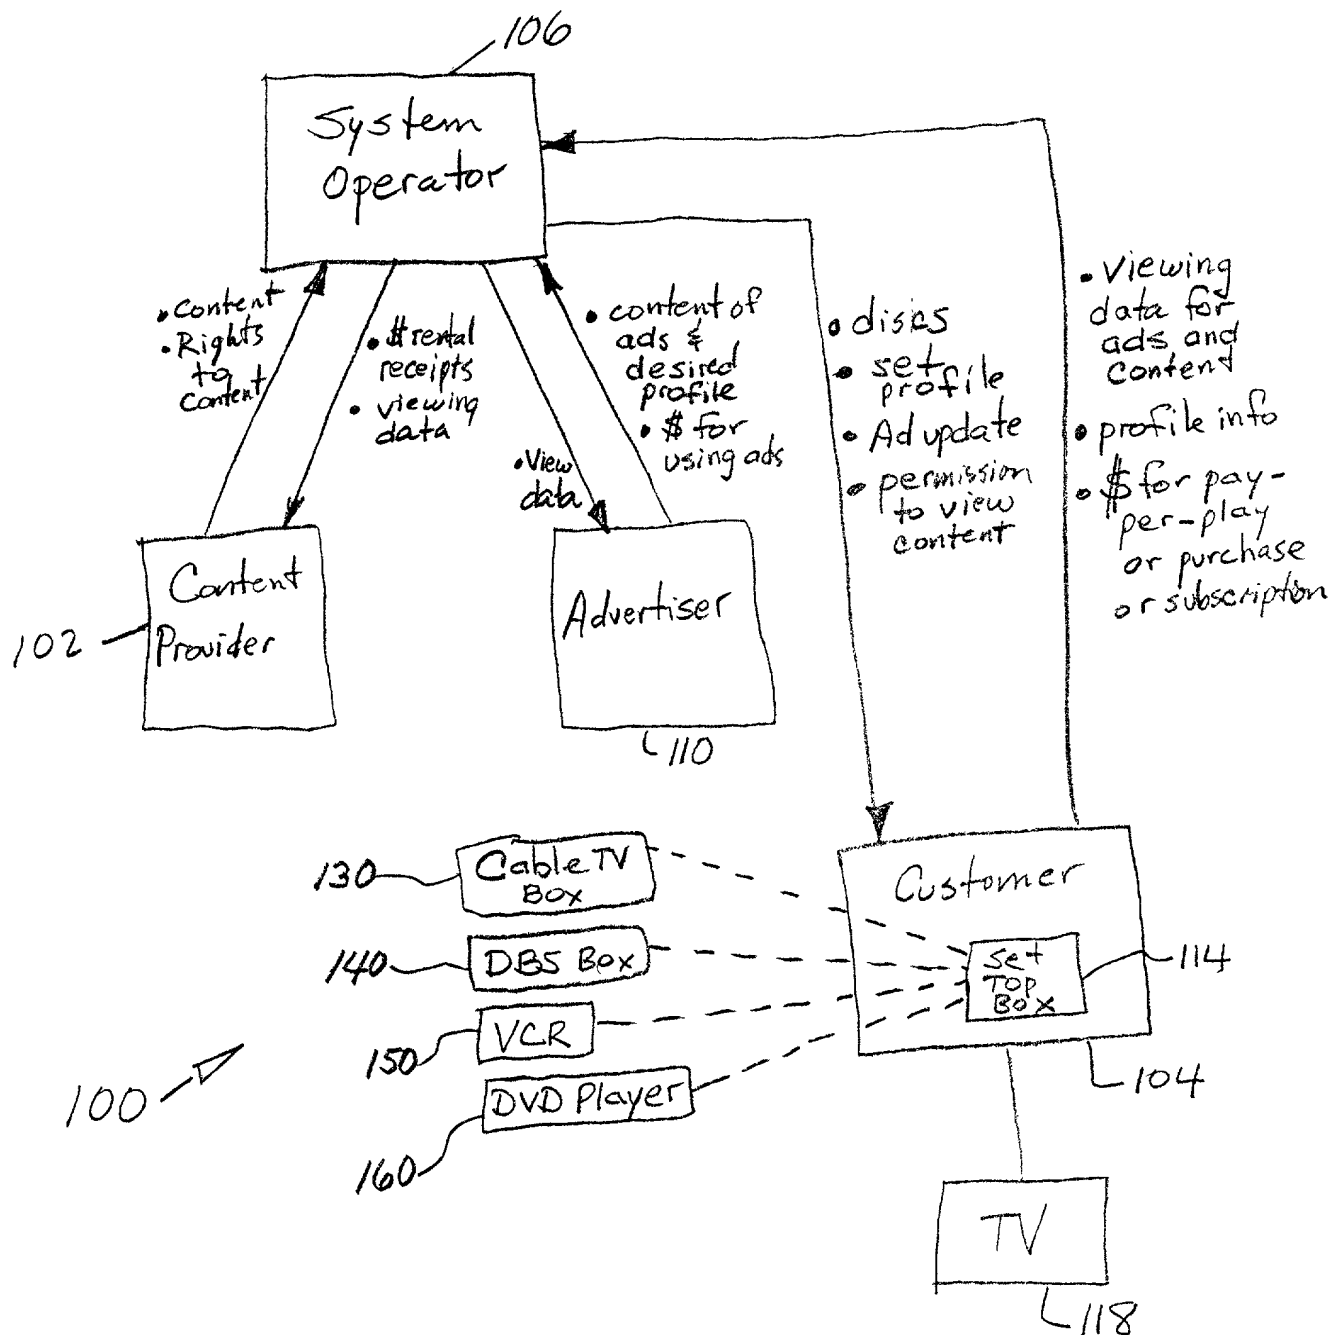 106
System
Operator
• Content
• Rights
to
Content
• $ rental
receipts
• viewing
data
• View
data
• content of
ads &
desired
profile
• $ for
using ads
• discs
• set
profile
• Ad update
• permission
to view
content
• Viewing
data for
ads and
content
• profile info
• $ for pay-
per-play
or purchase
or subscription
102
Content
Provider
Advertiser
110
130
Cable TV
Box
140
DBS Box
150
VCR
160
DVD Player
Customer
Set
TOP
BOX
114
104
100
TV
118